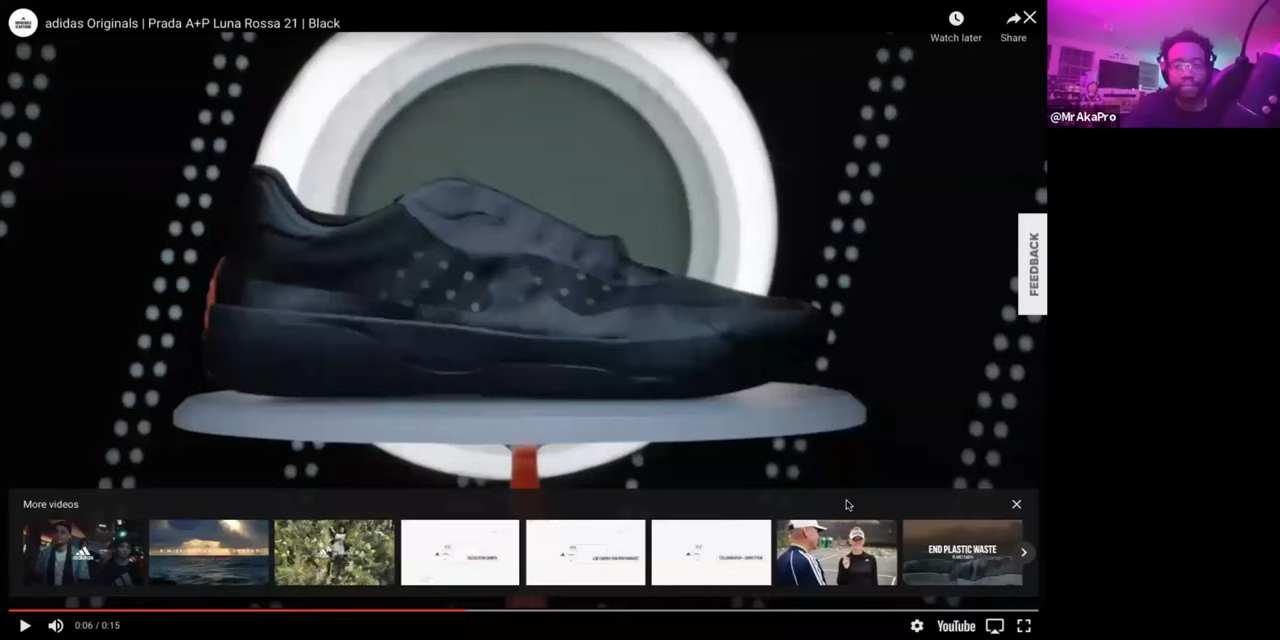 adidas Originals | Prada A+P Luna Rossa 21 | Black
Watch later
Share
@MrAkaPro
FEEDBACK
More videos
adidas
END PLASTIC WASTE
0:06 / 0:15
YouTube